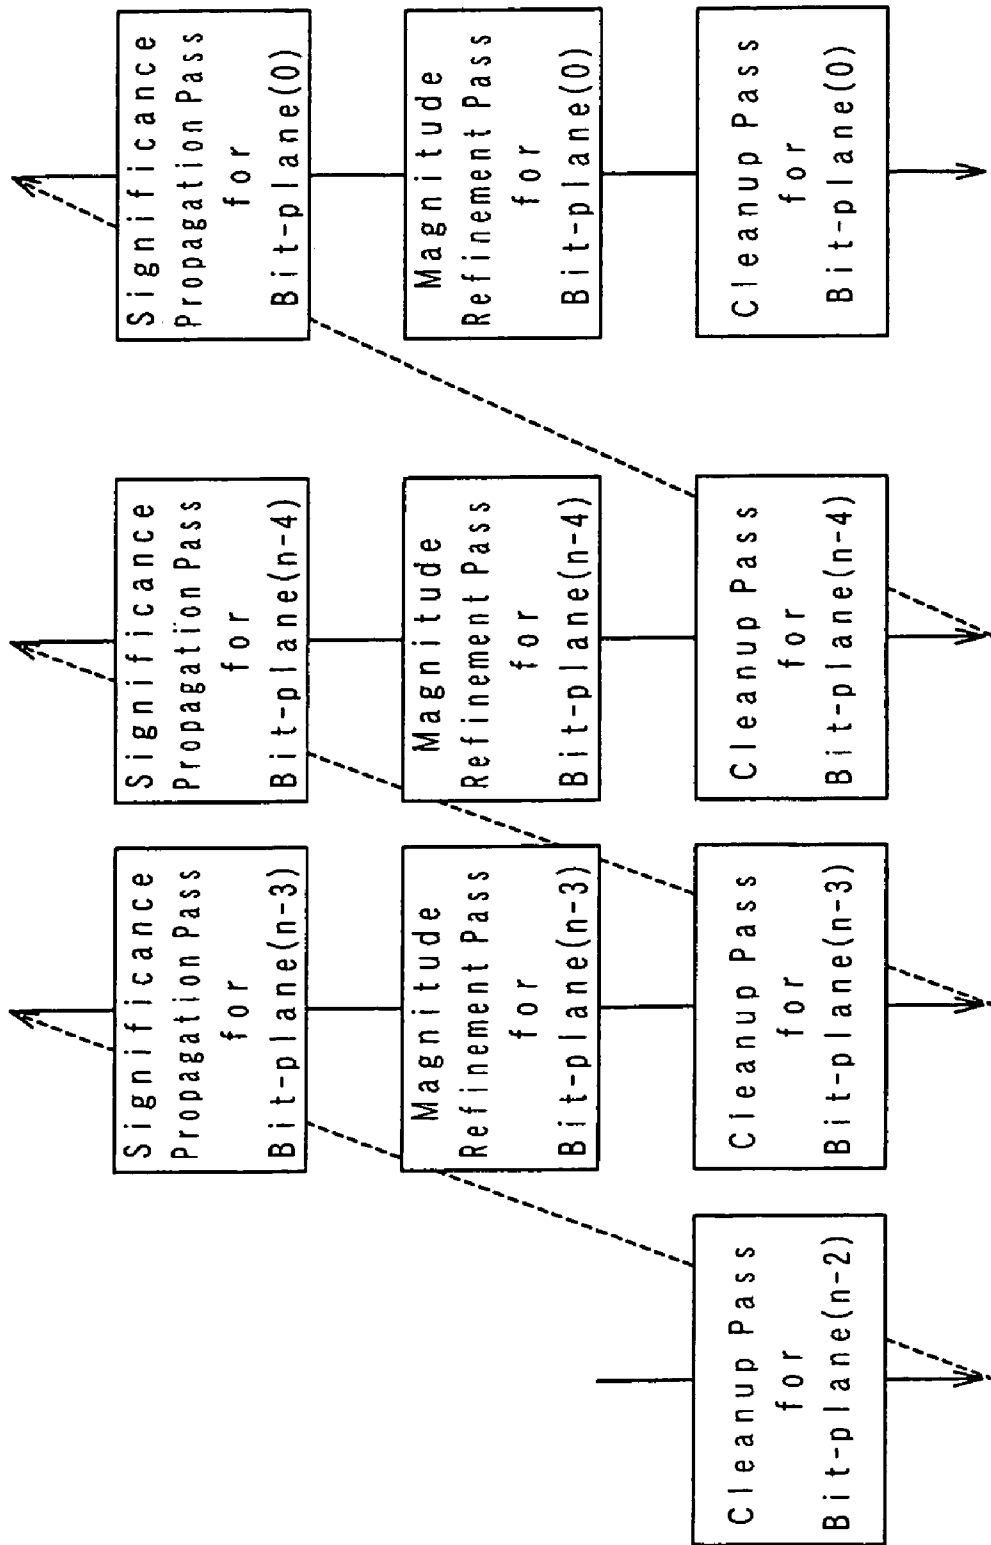 Significance
Propagation Pass
for
Bit-plane(n-3)
Significance
Propagation Pass
for
Bit-plane(n-4)
Significance
Propagation Pass
for
Bit-plane(0)
Magnitude
Refinement Pass
for
Bit-plane(n-3)
Magnitude
Refinement Pass
for
Bit-plane(n-4)
Magnitude
Refinement Pass
for
Bit-plane(0)
Cleanup Pass
for
Bit-plane(n-2)
Cleanup Pass
for
Bit-plane(n-3)
Cleanup Pass
for
Bit-plane(n-4)
Cleanup Pass
for
Bit-plane(0)